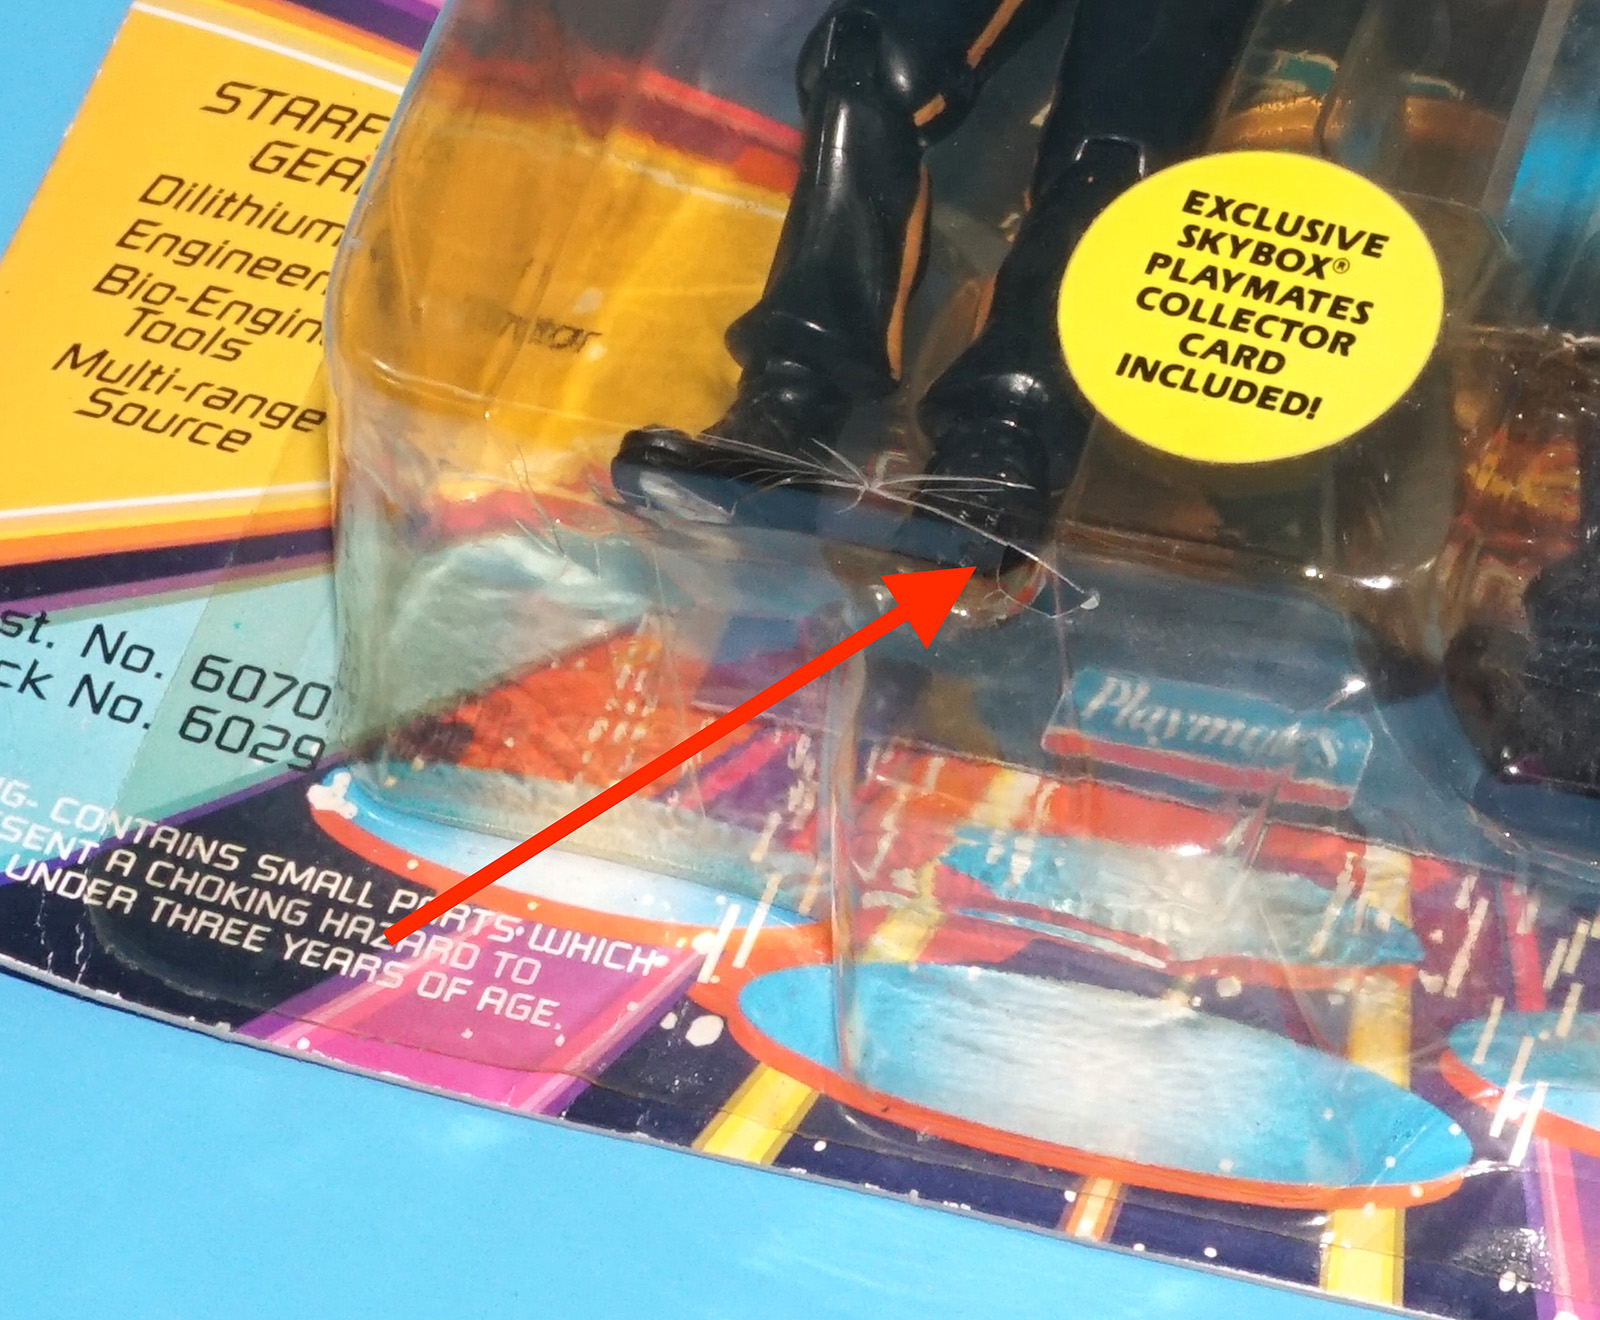 STARF
GEA
Dilithium
Engineer
Bio-Engin
Tools
Multi-range
Source
st. No. 6070
ck No. 6029
G- CONTAINS SMALL PARTS WHICH
SENT A CHOKING HAZARD TO
UNDER THREE YEARS OF AGE.
EXCLUSIVE
SKYBOX®
PLAYMATES
COLLECTOR
CARD
INCLUDED!
Playmates